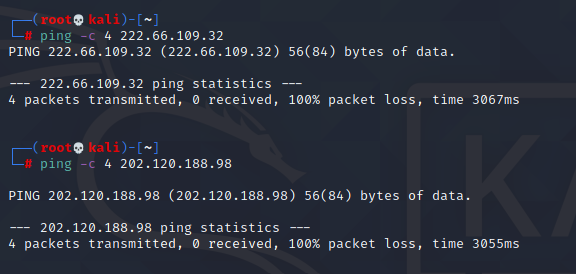 ┌──(root💀kali)-[~]
└─# ping -c 4 222.66.109.32
PING 222.66.109.32 (222.66.109.32) 56(84) bytes of data.
--- 222.66.109.32 ping statistics ---
4 packets transmitted, 0 received, 100% packet loss, time 3067ms
┌──(root💀kali)-[~]
└─# ping -c 4 202.120.188.98
PING 202.120.188.98 (202.120.188.98) 56(84) bytes of data.
--- 202.120.188.98 ping statistics ---
4 packets transmitted, 0 received, 100% packet loss, time 3055ms
KA